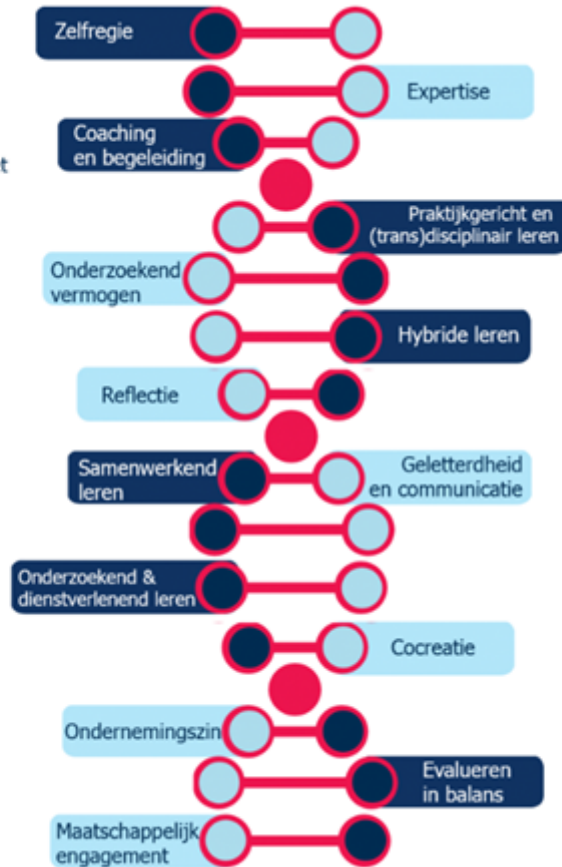 Zelfregie
Expertise
Coaching
en begeleiding
Praktijkgericht en
(trans)disciplinair leren
Onderzoekend
vermogen
Hybride leren
Reflectie
Samenwerkend
leren
Geletterdheid
en communicatie
Onderzoekend &
dienstverlenend leren
Cocreatie
Ondernemingszin
Evalueren
in balans
Maatschappelijk
engagement